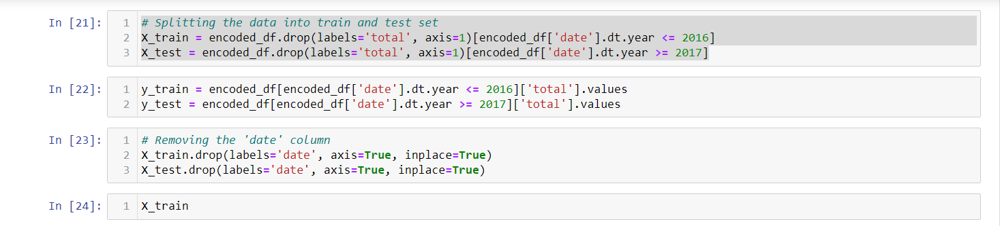 In [21]:
1 # Splitting the data into train and test set
2 X_train = encoded_df.drop(labels='total', axis=1)[encoded_df['date'].dt.year <= 2016]
3 X_test = encoded_df.drop(labels='total', axis=1)[encoded_df['date'].dt.year >= 2017]
In [22]:
1 y_train = encoded_df[encoded_df['date'].dt.year <= 2016]['total'].values
2 y_test = encoded_df[encoded_df['date'].dt.year >= 2017]['total'].values
In [23]:
1 # Removing the 'date' column
2 X_train.drop(labels='date', axis=True, inplace=True)
3 X_test.drop(labels='date', axis=True, inplace=True)
In [24]:
1 X_train